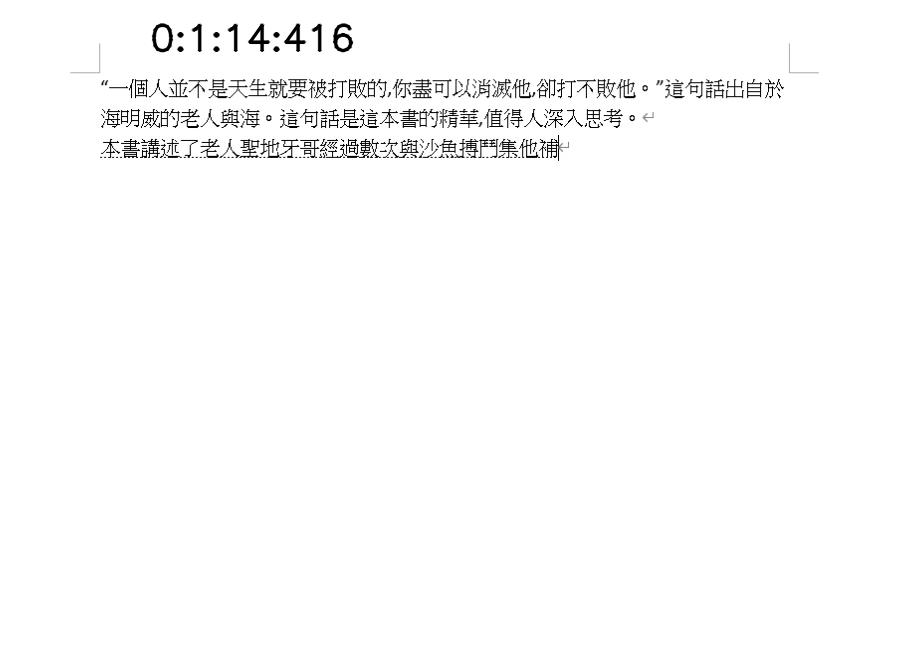 0:1:14:416
“一個人並不是天生就要被打敗的,你盡可以消滅他,卻打不敗他。”這句話出自於
海明威的老人與海。這句話是這本書的精華,值得人深入思考。
本書講述了老人聖地牙哥經過數次與沙魚搏鬥集他補